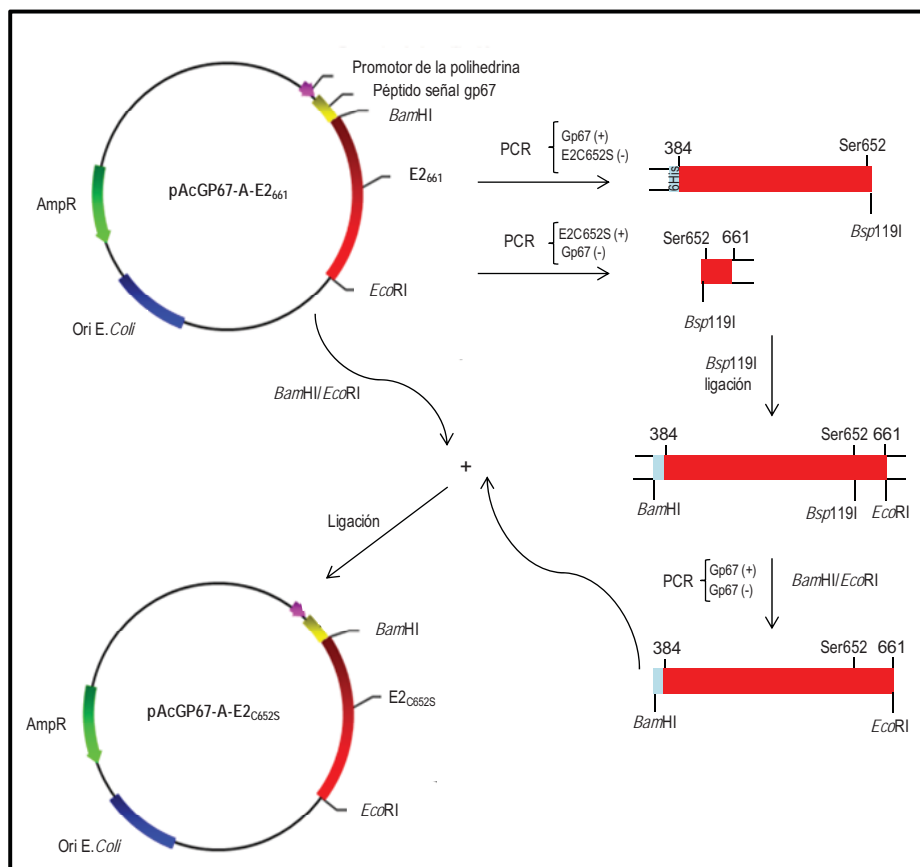 Promotor de la polihedrina
Péptido señal gp67
BamHI
pAcGP67-A-E2661
E2661
AmpR
EcoRI
Ori E.Coli
PCR
Gp67 (+)
E2C652S (-)
384
Ser652
6His
Bsp119I
PCR
E2C652S (+)
Gp67 (-)
Ser652
661
Bsp119I
Bsp119I
ligación
BamHI/EcoRI
384
Ser652
661
BamHI
Bsp119I
EcoRI
+
Ligación
PCR
Gp67 (+)
Gp67 (-)
BamHI/EcoRI
384
Ser652
661
BamHI
EcoRI
BamHI
pAcGP67-A-E2C652S
E2C652S
AmpR
EcoRI
Ori E.Coli